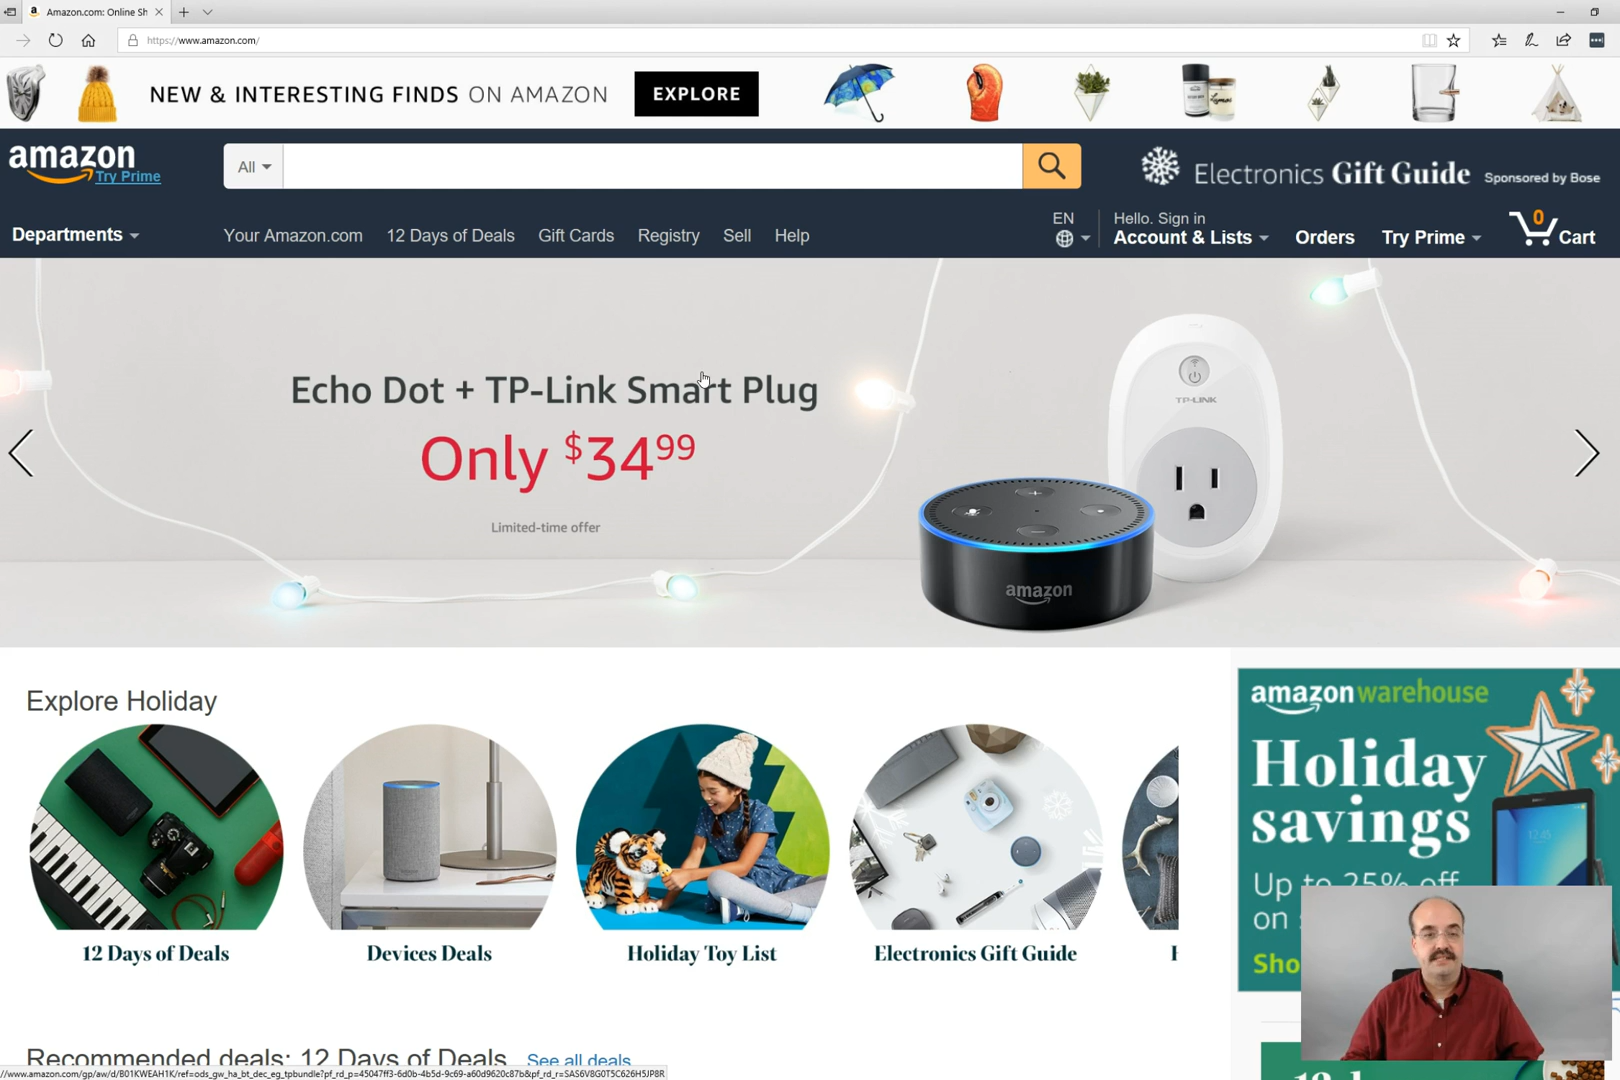 Amazon.com: Online Sh
https://www.amazon.com/
NEW & INTERESTING FINDS ON AMAZON
EXPLORE
amazon
Try Prime
All
Electronics Gift Guide
Sponsored by Bose
Departments
Your Amazon.com
12 Days of Deals
Gift Cards
Registry
Sell
Help
EN
Hello. Sign in
Account & Lists
Orders
Try Prime
0
Cart
Echo Dot + TP-Link Smart Plug
Only $34.99
Limited-time offer
TP-LINK
amazon
Explore Holiday
12 Days of Deals
Devices Deals
Holiday Toy List
Electronics Gift Guide
amazonwarehouse
Holiday
savings
Up to 25% off
on
Sho
Recommended deals: 12 Days of Deals
See all deals
//www.amazon.com/gp/aw/d/B01KWEAH1K/ref=ods_gw_ha_bt_dec_eg_tpbundle?pf_rd_p=45047ff3-6d0b-4b5d-9c69-a60d9620c87b&pf_rd_r=SAS6V8G0T5C626H5JP8R